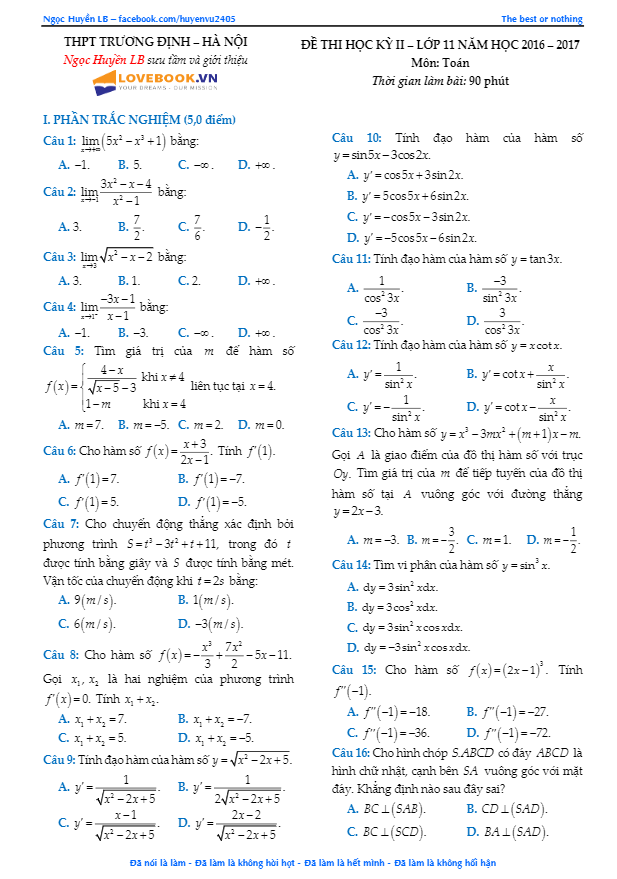 Ngọc Huyền LB – facebook.com/huyenvu2405
The best or nothing
THPT TRƯƠNG ĐỊNH – HÀ NỘI
Ngọc Huyền LB sưu tầm và giới thiệu
LOVEBOOK.VN
YOUR DREAMS - OUR MISSION
ĐỀ THI HỌC KỲ II – LỚP 11 NĂM HỌC 2016 – 2017
Môn: Toán
Thời gian làm bài: 90 phút
I. PHẦN TRẮC NGHIỆM (5,0 điểm)
Câu 1: lim_{x→+∞} (5x² − x³ + 1) bằng:
A. −1. B. 5. C. −∞. D. +∞.
Câu 2: lim_{x→−1} (3x² − x − 4)/(x² − 1) bằng:
A. 3. B. 7/2. C. 7/6. D. −1/2.
Câu 3: lim_{x→3} √(x² − x − 2) bằng:
A. 3. B. 1. C. 2. D. +∞.
Câu 4: lim_{x→1⁻} (−3x − 1)/(x − 1) bằng:
A. −1. B. −3. C. −∞. D. +∞.
Câu 5: Tìm giá trị của m để hàm số
f(x) = { (4 − x)/(√(x − 5) − 3) khi x ≠ 4
1 − m khi x = 4 liên tục tại x = 4.
A. m = 7. B. m = −5. C. m = 2. D. m = 0.
Câu 6: Cho hàm số f(x) = (x + 3)/(2x − 1). Tính f'(1).
A. f'(1) = 7. B. f'(1) = −7.
C. f'(1) = 5. D. f'(1) = −5.
Câu 7: Cho chuyển động thẳng xác định bởi
phương trình S = t³ − 3t² + t + 11, trong đó t
được tính bằng giây và S được tính bằng mét.
Vận tốc của chuyển động khi t = 2s bằng:
A. 9(m/s). B. 1(m/s).
C. 6(m/s). D. −3(m/s).
Câu 8: Cho hàm số f(x) = −x³/3 + 7x²/2 − 5x − 11.
Gọi x₁, x₂ là hai nghiệm của phương trình
f'(x) = 0. Tính x₁ + x₂.
A. x₁ + x₂ = 7. B. x₁ + x₂ = −7.
C. x₁ + x₂ = 5. D. x₁ + x₂ = −5.
Câu 9: Tính đạo hàm của hàm số y = √(x² − 2x + 5).
A. y' = 1/√(x² − 2x + 5). B. y' = 1/(2√(x² − 2x + 5)).
C. y' = (x − 1)/√(x² − 2x + 5). D. y' = (2x − 2)/√(x² − 2x + 5).
Câu 10: Tính đạo hàm của hàm số
y = sin5x − 3cos2x.
A. y' = cos5x + 3sin2x.
B. y' = 5cos5x + 6sin2x.
C. y' = −cos5x − 3sin2x.
D. y' = −5cos5x − 6sin2x.
Câu 11: Tính đạo hàm của hàm số y = tan3x.
A. 1/cos²3x. B. −3/sin²3x.
C. −3/cos²3x. D. 3/cos²3x.
Câu 12: Tính đạo hàm của hàm số y = xcotx.
A. y' = 1/sin²x. B. y' = cotx + x/sin²x.
C. y' = −1/sin²x. D. y' = cotx − x/sin²x.
Câu 13: Cho hàm số y = x³ − 3mx² + (m + 1)x − m.
Gọi A là giao điểm của đồ thị hàm số với trục
Oy. Tìm giá trị của m để tiếp tuyến của đồ thị
hàm số tại A vuông góc với đường thẳng
y = 2x − 3.
A. m = −3. B. m = −3/2. C. m = 1. D. m = −1/2.
Câu 14: Tìm vi phân của hàm số y = sin³x.
A. dy = 3sin²xdx.
B. dy = 3cos²xdx.
C. dy = 3sin²xcosxdx.
D. dy = −3sin²xcosxdx.
Câu 15: Cho hàm số f(x) = (2x − 1)³. Tính
f''(−1).
A. f''(−1) = −18. B. f''(−1) = −27.
C. f''(−1) = −36. D. f''(−1) = −72.
Câu 16: Cho hình chóp S.ABCD có đáy ABCD là
hình chữ nhật, cạnh bên SA vuông góc với mặt
đáy. Khẳng định nào sau đây sai?
A. BC ⊥ (SAB). B. CD ⊥ (SAD).
C. BC ⊥ (SCD). D. BA ⊥ (SAD).
Đã nói là làm - Đã làm là không hời hợt - Đã làm là hết mình - Đã làm là không hối hận